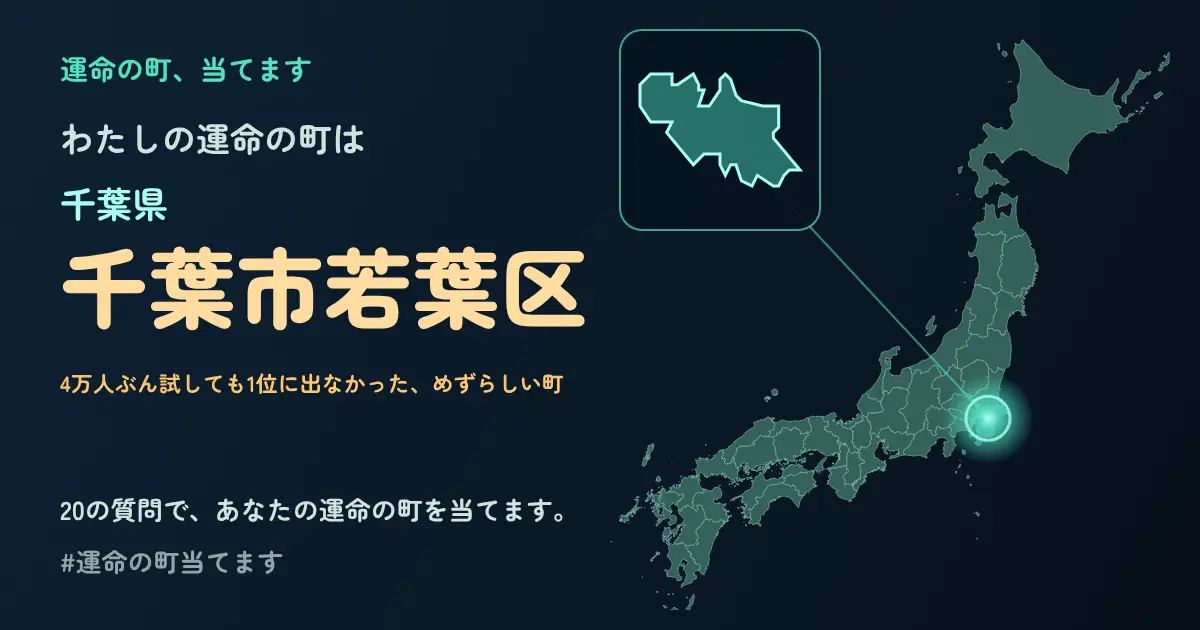 運命の町、当てます
わたしの運命の町は
千葉県
千葉市若葉区
4万人ぶん試しても1位に出なかった、めずらしい町
20の質問で、あなたの運命の町を当てます。
#運命の町当てます